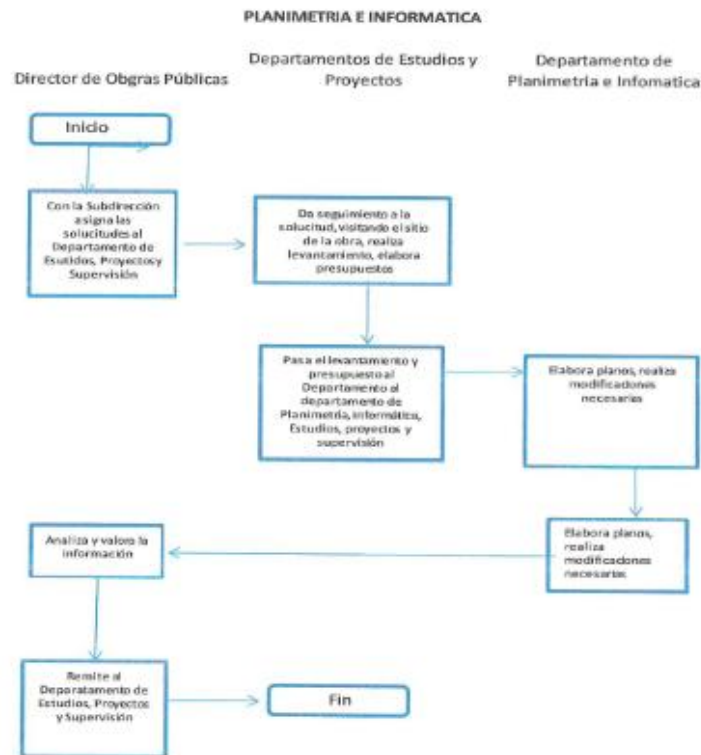 PLANIMETRIA E INFORMATICA
Director de Obgras Públicas
Departamentos de Estudios y
Proyectos
Departamento de
Planimetria e Infomatica
Inicio
Con la Subdirección
asigna las
solucitudes al
Departamento de
Esutidos, Proyectos y
Supervisión
Da seguimiento a la
solucitud, visitando el sitio
de la obra, realiza
levantamiento, elabora
presupuestos
Pasa el levantamiento y
presupuesto al
Departamento al
departamento de
Planimetría, Informática,
Estudios, proyectos y
supervisión
Elabora planos, realiza
modificaciones
necesarias
Elabora planos,
realiza
modificaciones
necesarias
Analiza y valora la
información
Remite al
Deporatamento de
Estudios, Proyectos
y Supervisión
Fin